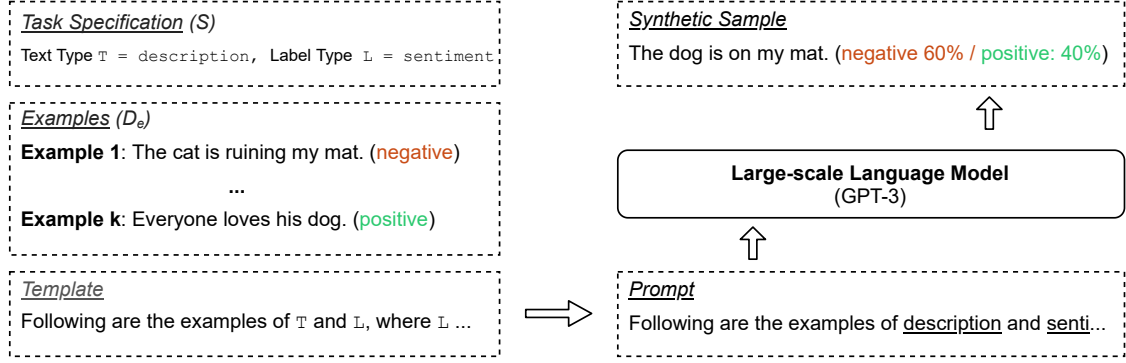 Task Specification (S)
Text Type T = description, Label Type L = sentiment
Examples (De)
Example 1: The cat is ruining my mat. (negative)
...
Example k: Everyone loves his dog. (positive)
Template
Following are the examples of T and L, where L ...
Synthetic Sample
The dog is on my mat. (negative 60% / positive: 40%)
Large-scale Language Model
(GPT-3)
Prompt
Following are the examples of description and senti...